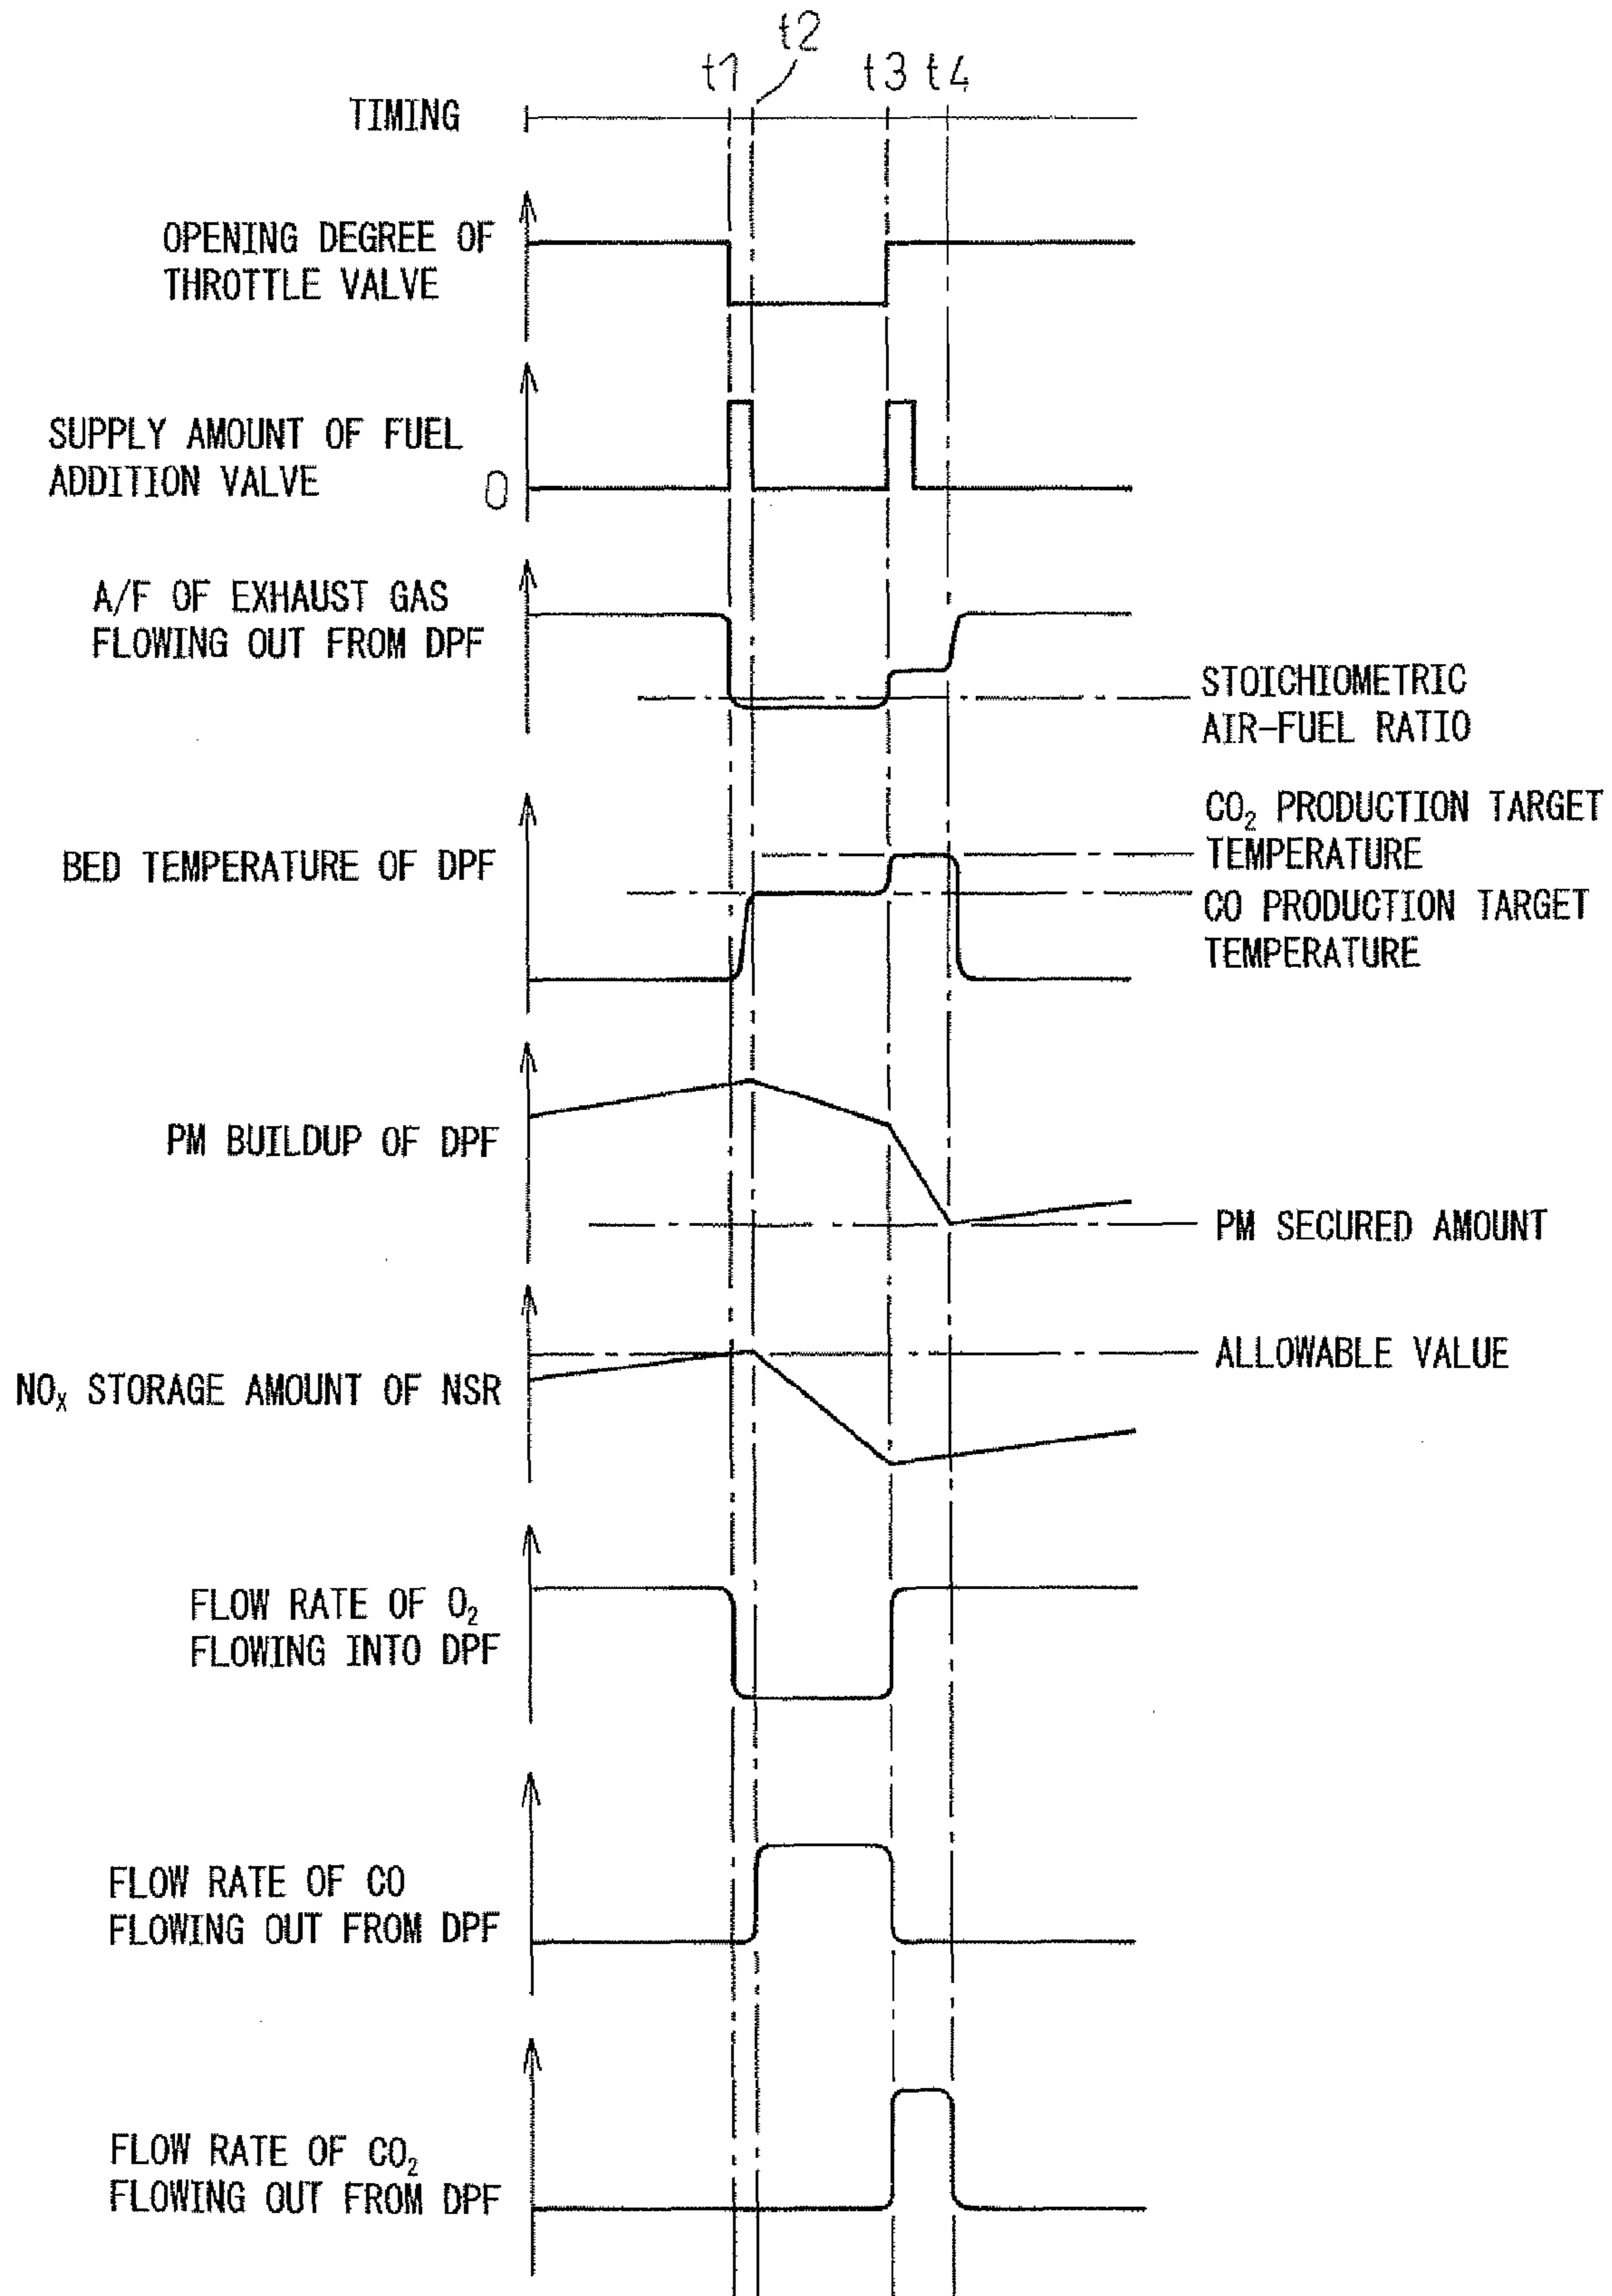 t2
t1
t3 t4
TIMING
OPENING DEGREE OF
THROTTLE VALVE
SUPPLY AMOUNT OF FUEL
ADDITION VALVE
0
A/F OF EXHAUST GAS
FLOWING OUT FROM DPF
STOICHIOMETRIC
AIR-FUEL RATIO
CO₂ PRODUCTION TARGET
TEMPERATURE
BED TEMPERATURE OF DPF
CO PRODUCTION TARGET
TEMPERATURE
PM BUILDUP OF DPF
PM SECURED AMOUNT
ALLOWABLE VALUE
NOₓ STORAGE AMOUNT OF NSR
FLOW RATE OF O₂
FLOWING INTO DPF
FLOW RATE OF CO
FLOWING OUT FROM DPF
FLOW RATE OF CO₂
FLOWING OUT FROM DPF